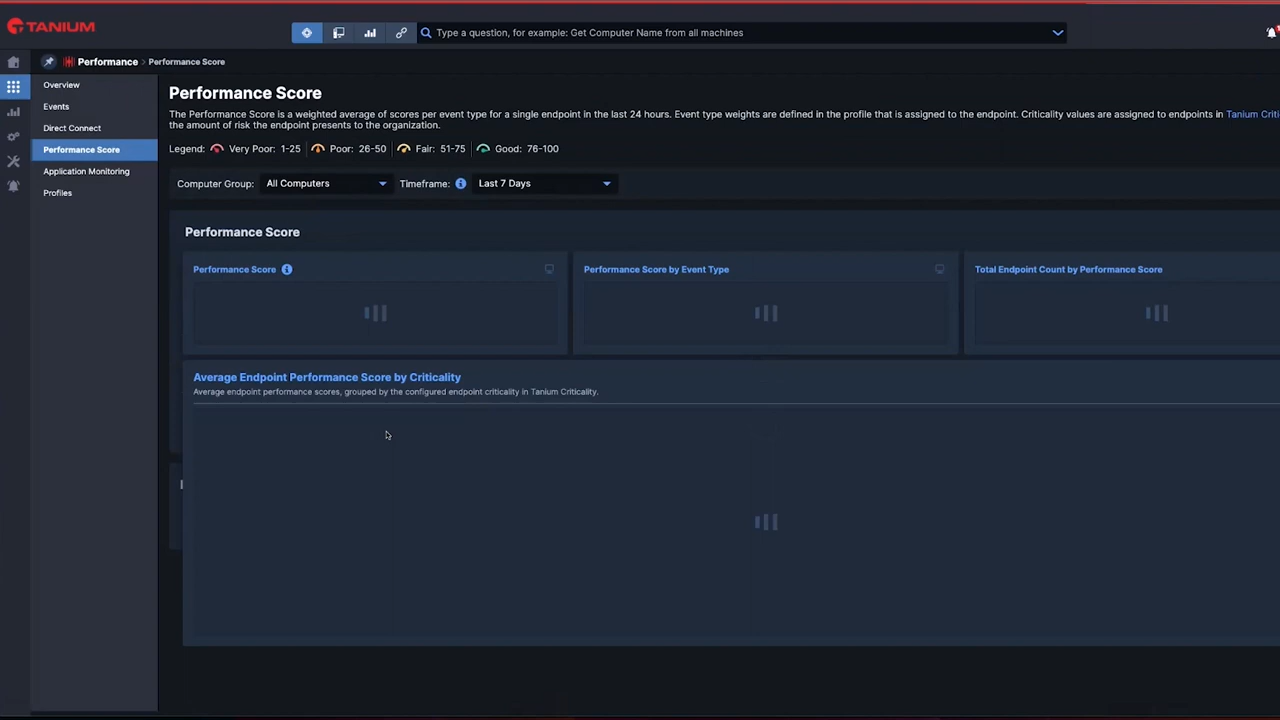 TANIUM
Type a question, for example: Get Computer Name from all machines
Performance > Performance Score
Overview
Events
Direct Connect
Performance Score
Application Monitoring
Profiles
Performance Score
The Performance Score is a weighted average of scores per event type for a single endpoint in the last 24 hours. Event type weights are defined in the profile that is assigned to the endpoint. Criticality values are assigned to endpoints in Tanium Criti
the amount of risk the endpoint presents to the organization.
Legend: Very Poor: 1-25 Poor: 26-50 Fair: 51-75 Good: 76-100
Computer Group: All Computers Timeframe: Last 7 Days
Performance Score
Performance Score
Performance Score by Event Type
Total Endpoint Count by Performance Score
Average Endpoint Performance Score by Criticality
Average endpoint performance scores, grouped by the configured endpoint criticality in Tanium Criticality.